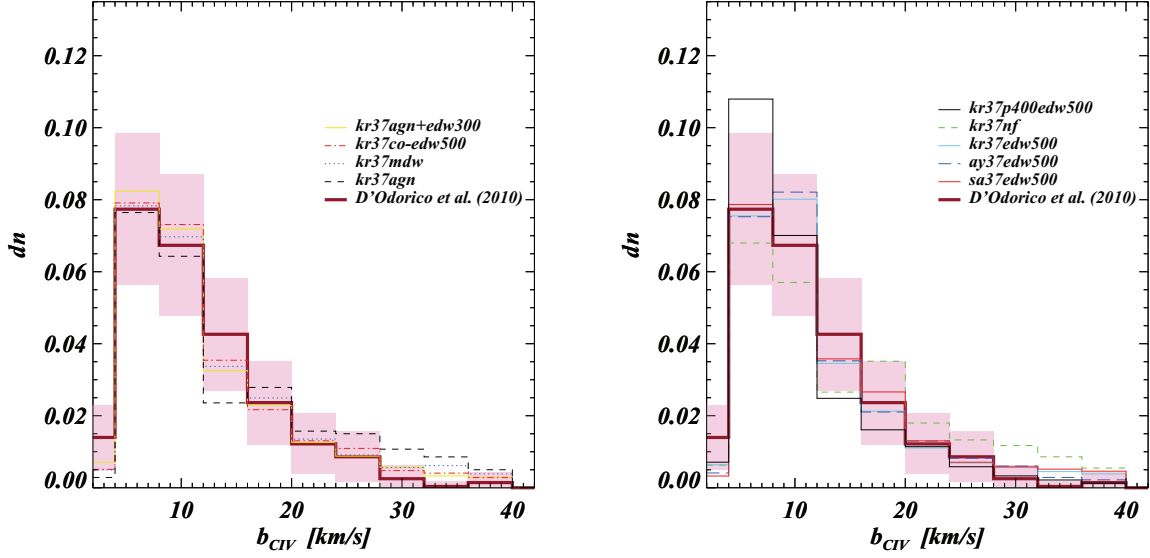 0.12
0.10
0.08
0.06
0.04
0.02
0.00
dn
10
20
30
40
b_CIV [km/s]
kr37agn+edw300
kr37co-edw500
kr37mdw
kr37agn
D'Odorico et al. (2010)
0.12
0.10
0.08
0.06
0.04
0.02
0.00
dn
10
20
30
40
b_CIV [km/s]
kr37p400edw500
kr37nf
kr37edw500
ay37edw500
sa37edw500
D'Odorico et al. (2010)